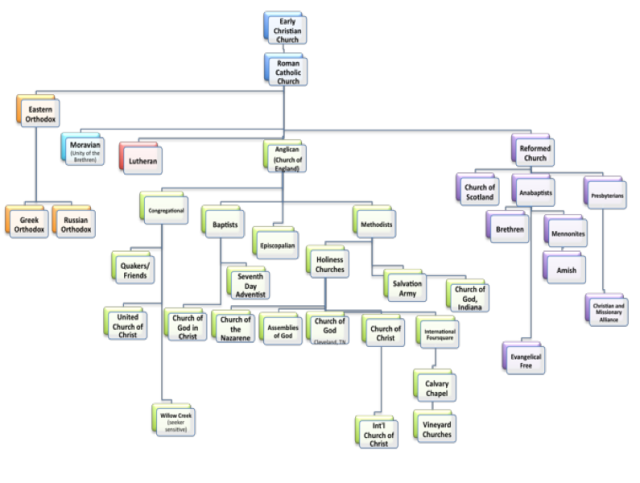 Early
Christian
Church
Roman
Catholic
Church
Eastern
Orthodox
Moravian
(Unity of the
Brethren)
Lutheran
Anglican
(Church of
England)
Reformed
Church
Church of
Scotland
Anabaptists
Presbyterians
Greek
Orthodox
Russian
Orthodox
Congregational
Baptists
Episcopalian
Methodists
Brethren
Mennonites
Quakers/
Friends
Seventh
Day
Adventist
Holiness
Churches
Salvation
Army
Church of
God,
Indiana
Amish
United
Church of
Christ
Church of
God in
Christ
Church of
the
Nazarene
Assemblies
of God
Church of
God
Cleveland, TN
Church of
Christ
International
Foursquare
Christian and
Missionary
Alliance
Evangelical
Free
Calvary
Chapel
Willow Creek
(seeker
sensitive)
Int'l
Church of
Christ
Vineyard
Churches